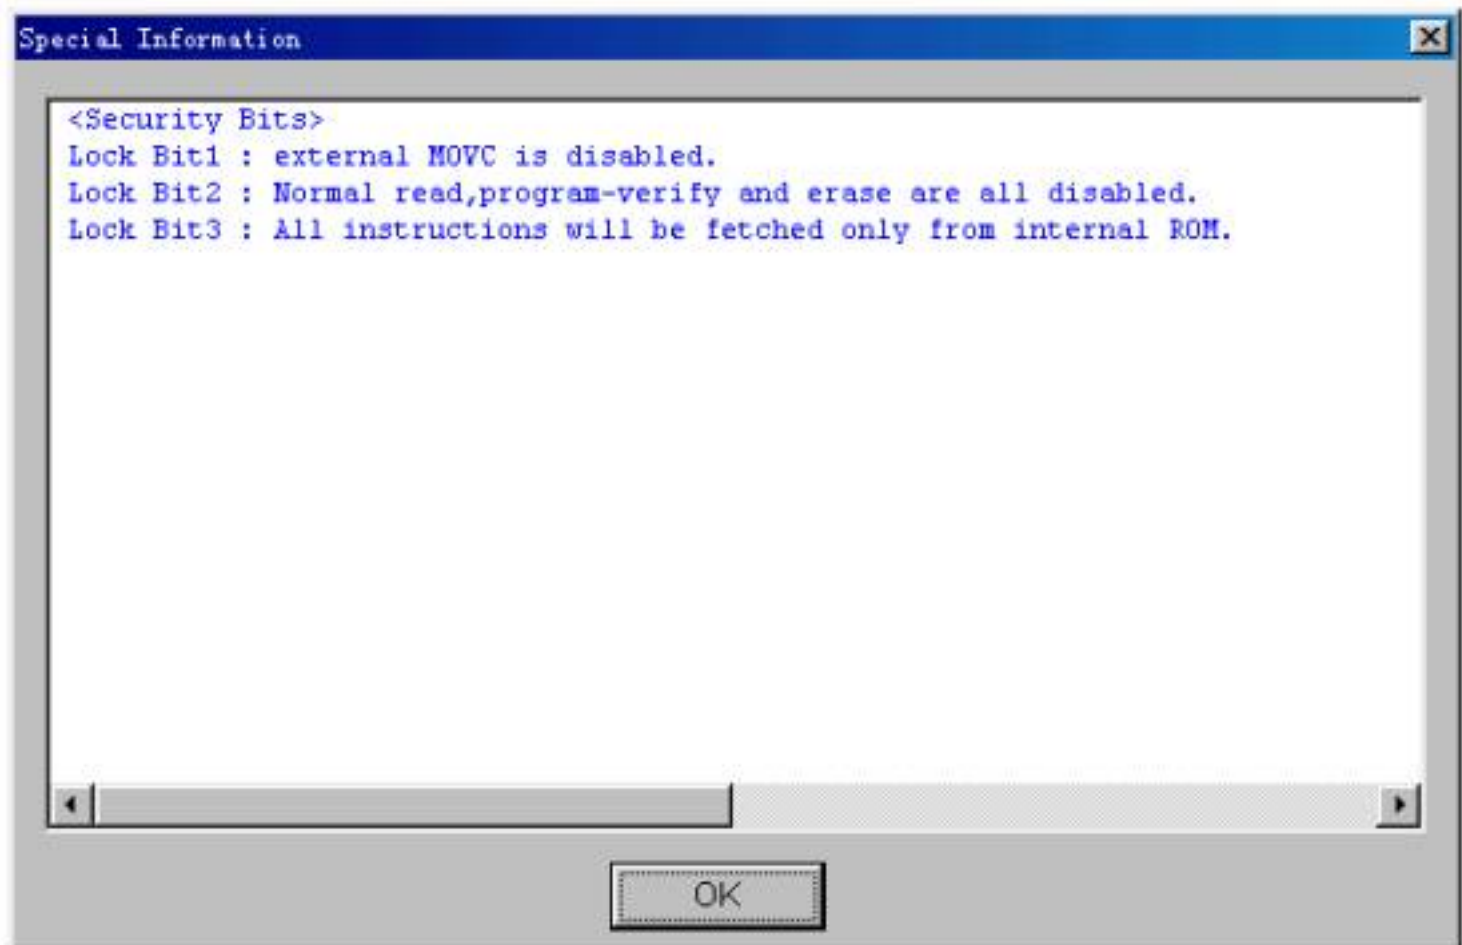 Special Information
<Security Bits>
Lock Bit1 : external MOVC is disabled.
Lock Bit2 : Normal read,program-verify and erase are all disabled.
Lock Bit3 : All instructions will be fetched only from internal ROM.
OK